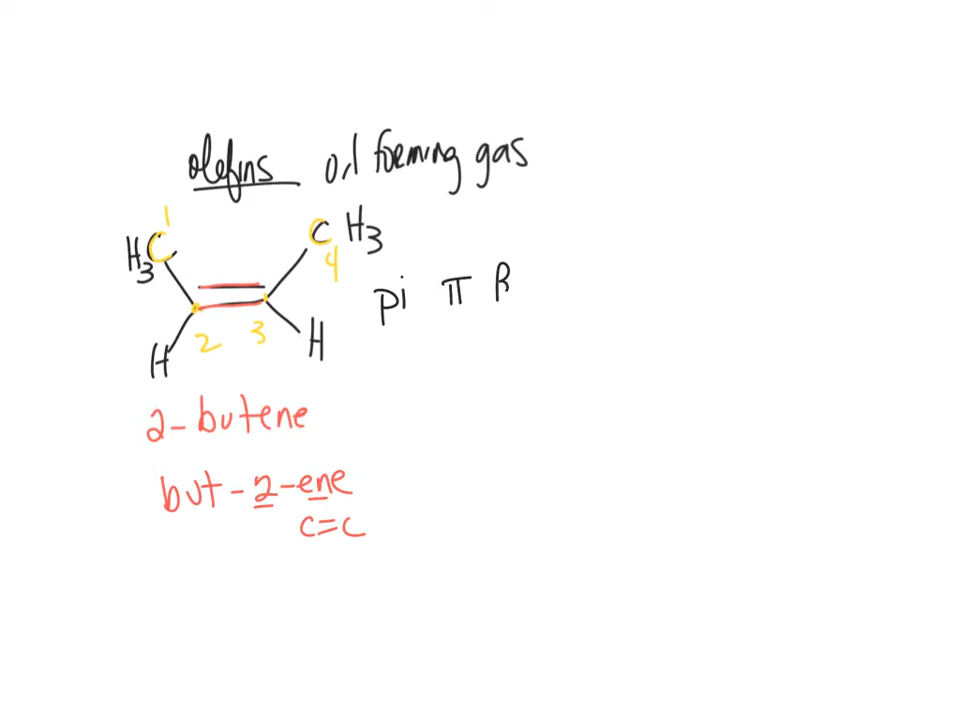 olefins oil forming gas
1
H3C CH3
4
pi π β
2 3
H H
2-butene
but-2-ene
c=c